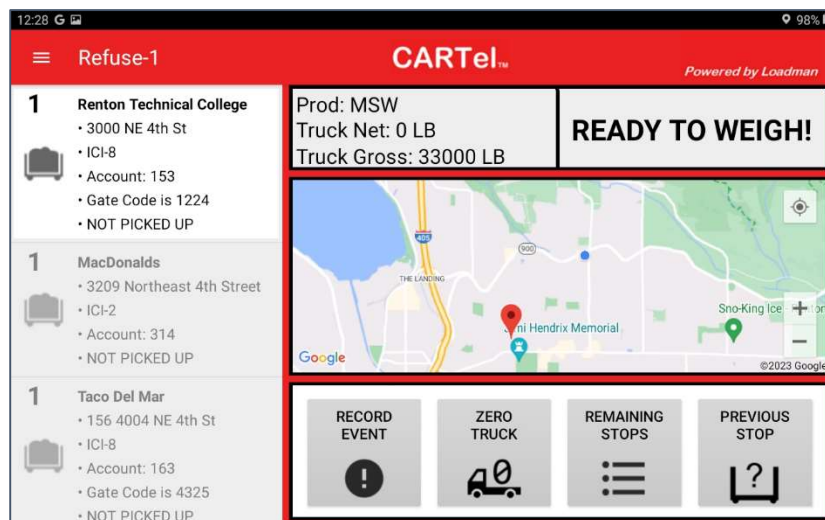 12:28 G
98%
Refuse-1
CARTel™
Powered by Loadman
1
Renton Technical College
• 3000 NE 4th St
• ICI-8
• Account: 153
• Gate Code is 1224
• NOT PICKED UP
1
MacDonalds
• 3209 Northeast 4th Street
• ICI-2
• Account: 314
• NOT PICKED UP
1
Taco Del Mar
• 156 4004 NE 4th St
• ICI-8
• Account: 163
• Gate Code is 4325
• NOT PICKED UP
Prod: MSW
Truck Net: 0 LB
Truck Gross: 33000 LB
READY TO WEIGH!
405
900
THE LANDING
Hendrix Memorial
Sno-King Ice
Google
©2023 Google
+
−
RECORD
EVENT
!
ZERO
TRUCK
0
REMAINING
STOPS
PREVIOUS
STOP
?